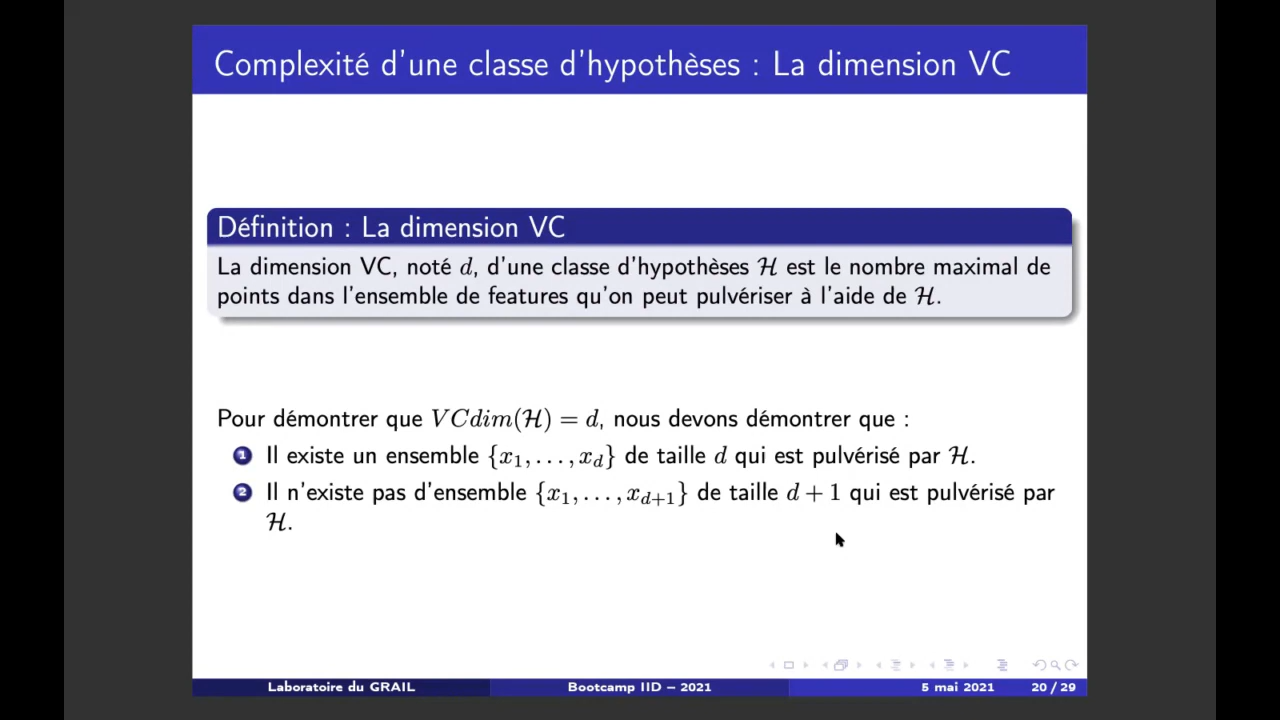 Complexité d'une classe d'hypothèses : La dimension VC
Définition : La dimension VC
La dimension VC, noté d, d'une classe d'hypothèses ℋ est le nombre maximal de
points dans l'ensemble de features qu'on peut pulvériser à l'aide de ℋ.
Pour démontrer que VCdim(ℋ) = d, nous devons démontrer que :
1 Il existe un ensemble {x₁, . . . , x_d} de taille d qui est pulvérisé par ℋ.
2 Il n'existe pas d'ensemble {x₁, . . . , x_{d+1}} de taille d + 1 qui est pulvérisé par
ℋ.
Laboratoire du GRAIL Bootcamp IID – 2021 5 mai 2021 20 / 29